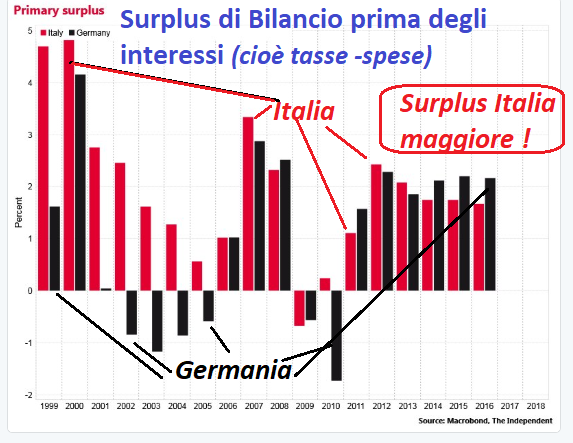 Primary surplus
Surplus di Bilancio prima degli
interessi (cioè tasse -spese)
Italy Germany
5
4
3
2
1
0
-1
-2
Percent
Italia
Surplus Italia
maggiore !
Germania
1999 2000 2001 2002 2003 2004 2005 2006 2007 2008 2009 2010 2011 2012 2013 2014 2015 2016 2017 2018
Source: Macrobond, The Independent